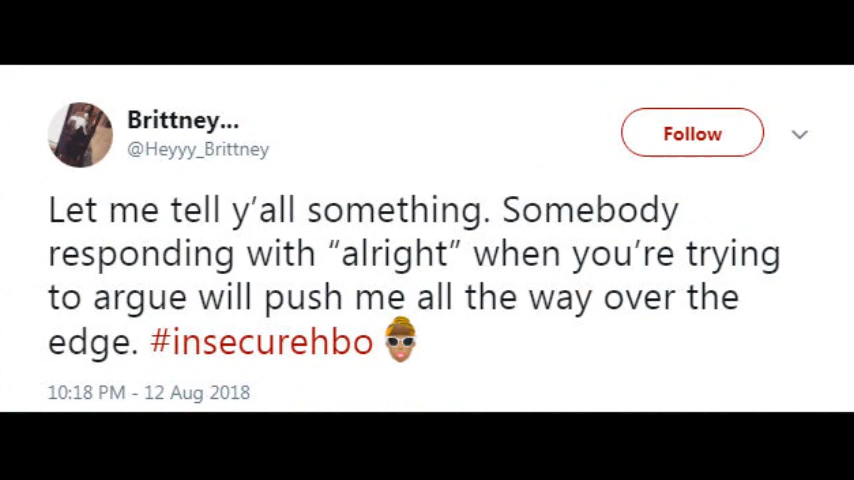 Brittney...
@Heyyy_Brittney
Follow
Let me tell y'all something. Somebody
responding with “alright” when you're trying
to argue will push me all the way over the
edge. #insecurehbo
10:18 PM - 12 Aug 2018